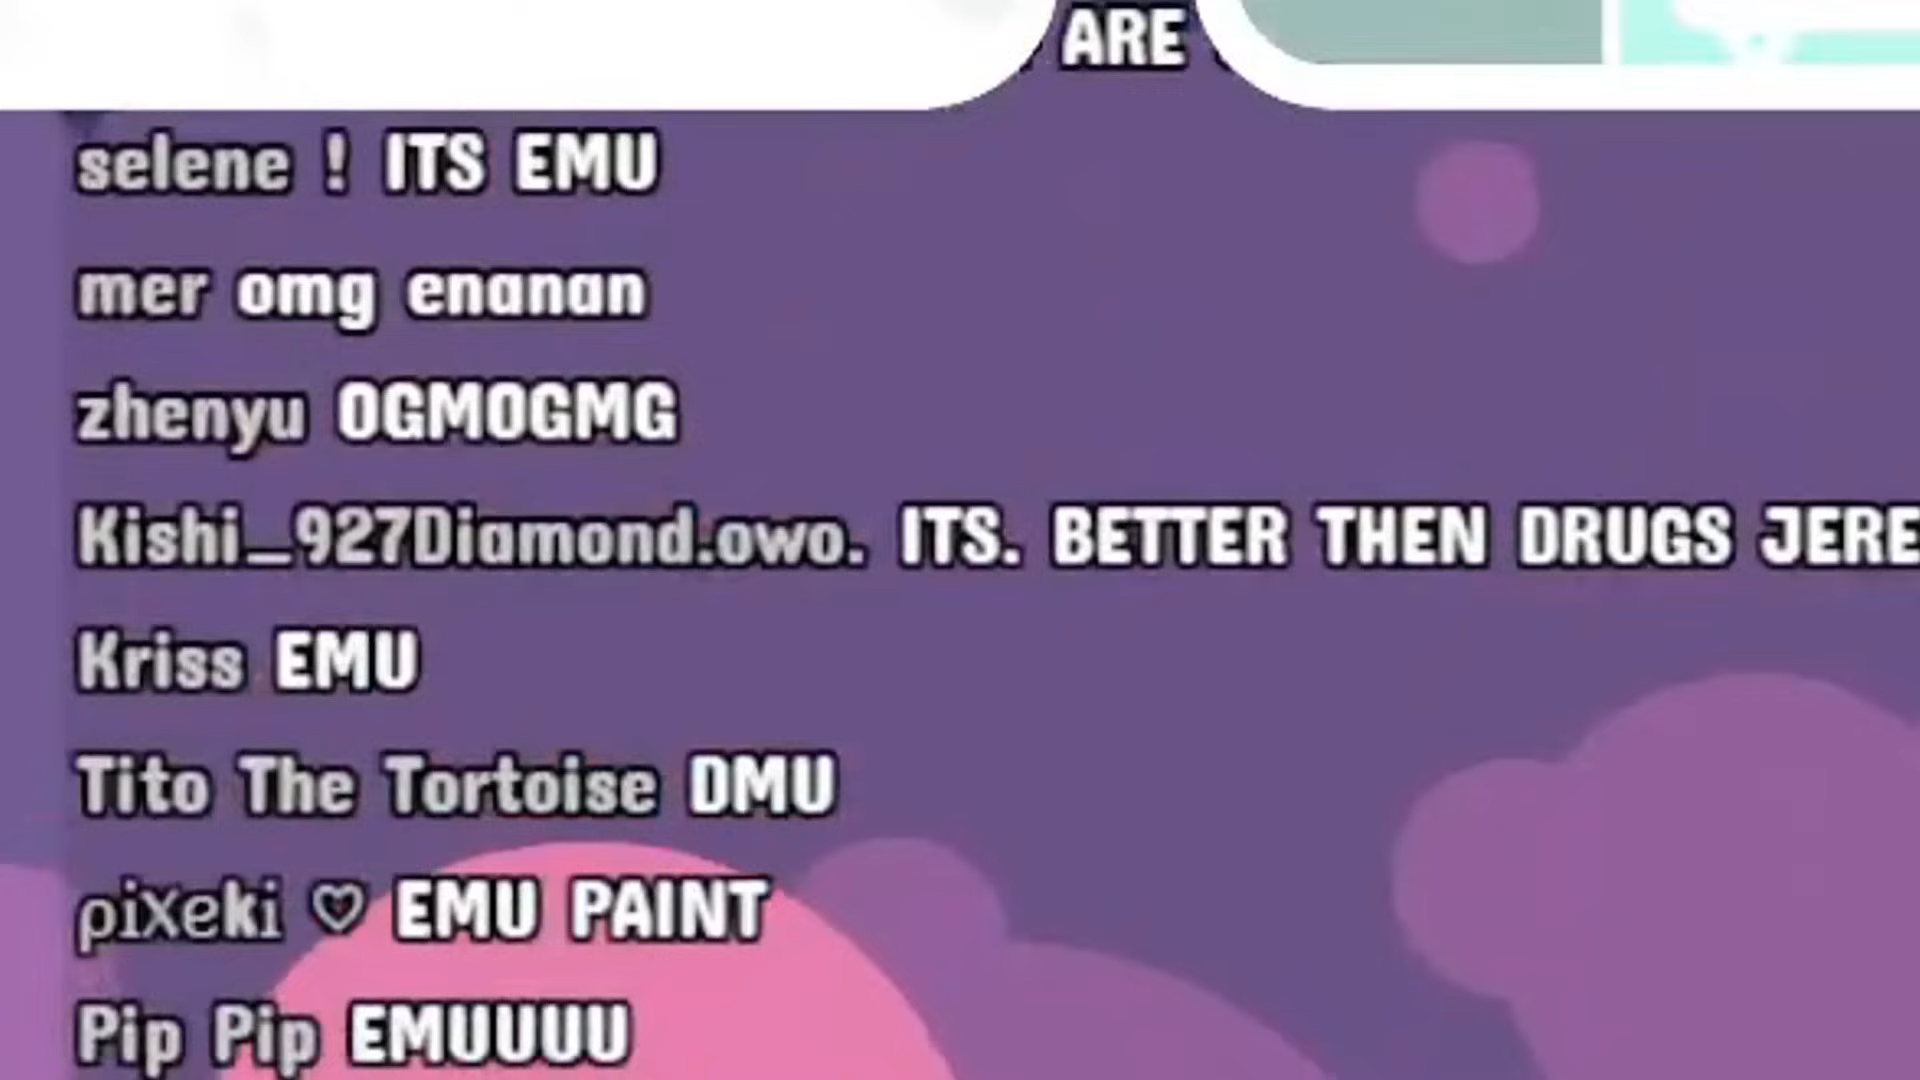 ARE
selene ! ITS EMU
mer omg enanan
zhenyu OGMOGMG
Kishi_927Diamond.owo. ITS. BETTER THEN DRUGS JERE
Kriss EMU
Tito The Tortoise DMU
ρiXeki ♡ EMU PAINT
Pip Pip EMUUUU